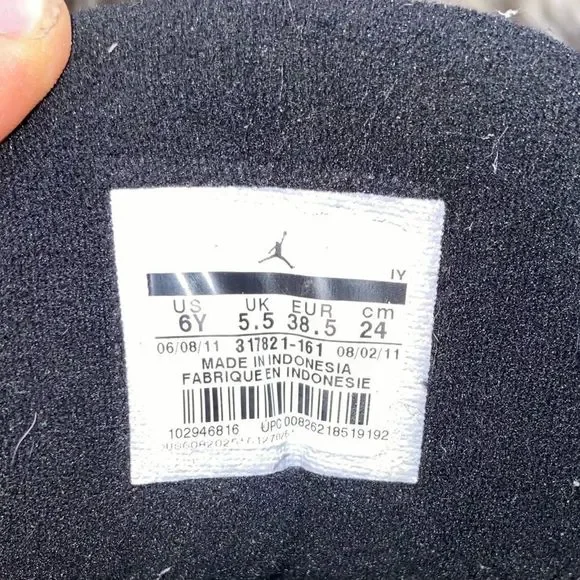 IY
US UK EUR cm
6Y 5.5 38.5 24
06/08/11 317821-161 08/02/11
MADE IN INDONESIA
FABRIQUE EN INDONESIE
102946816 UPC 00826218519192